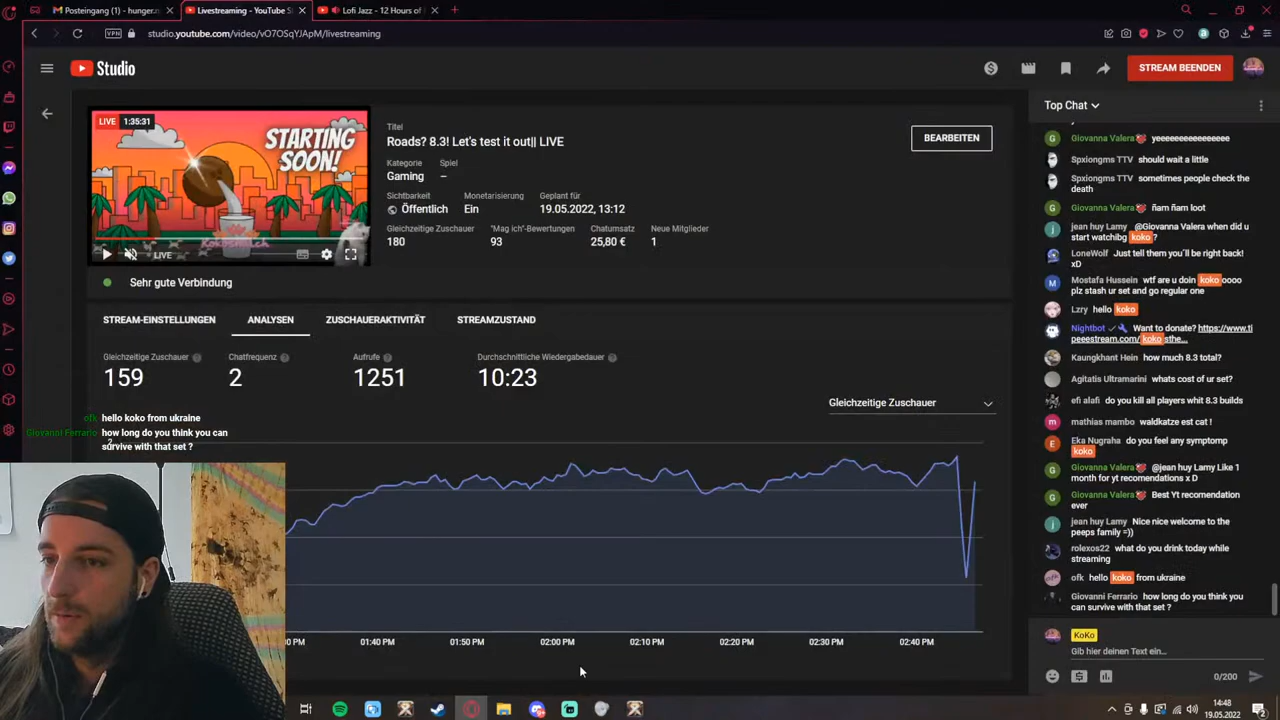 Posteingang (1) - hunger.n
Livestreaming - YouTube S
Lofi Jazz - 12 Hours of
VPN
studio.youtube.com/video/vO7OSqYJApM/livestreaming
Studio
STREAM BEENDEN
LIVE 1:35:31
STARTING
SOON!
Kokosmilch
LIVE
Titel
Roads? 8.3! Let's test it out|| LIVE
Kategorie Spiel
Gaming –
Sichtbarkeit Monetarisierung Geplant für
Öffentlich Ein 19.05.2022, 13:12
Gleichzeitige Zuschauer "Mag ich"-Bewertungen Chatumsatz Neue Mitglieder
180 93 25,80 € 1
BEARBEITEN
Sehr gute Verbindung
STREAM-EINSTELLUNGEN ANALYSEN ZUSCHAUERAKTIVITÄT STREAMZUSTAND
Gleichzeitige Zuschauer Chatfrequenz Aufrufe Durchschnittliche Wiedergabedauer
159 2 1251 10:23
Gleichzeitige Zuschauer
ofk hello koko from ukraine
Giovanni Ferrario how long do you think you can
survive with that set ?
00 PM 01:40 PM 01:50 PM 02:00 PM 02:10 PM 02:20 PM 02:30 PM 02:40 PM
Top Chat
Giovanna Valera yeeeeeeeeeeeeeee
Spxiongms TTV should wait a little
Spxiongms TTV sometimes people check the
death
Giovanna Valera ñam ñam loot
jean huy Lamy @Giovanna Valera when did u
start watchibg koko ?
LoneWolf Just tell them you´ll be right back!
xD
Mostafa Hussein wtf are u doin koko oooo
plz stash ur set and go regular one
Lzry hello koko
Nightbot Want to donate? https://www.ti
peeestream.com/kokosthe...
Kaungkhant Hein how much 8.3 total?
Agitatis Ultramarini whats cost of ur set?
efi alafi do you kill all players whit 8.3 builds
mathias mambo waldkatze est cat !
Eka Nugraha do you feel any symptomp
koko
Giovanna Valera @jean huy Lamy Like 1
month for yt recomendations x D
Giovanna Valera Best Yt recomendation
ever
jean huy Lamy Nice nice welcome to the
peeps family =))
rolexos22 what do you drink today while
streaming
ofk hello koko from ukraine
Giovanni Ferrario how long do you think you
can survive with that set ?
KoKo
Gib hier deinen Text ein...
0/200
14:48
19.05.2022